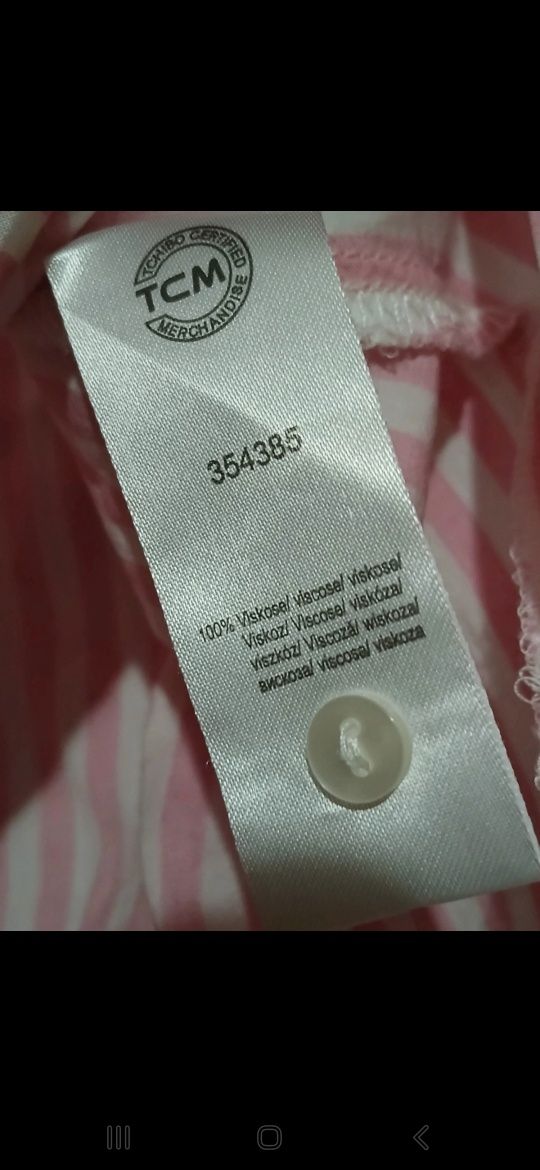 TCHIBO CERTIFIED
TCM
MERCHANDISE
354385
100% Viskose/ viscose/ viskose/
Viskoz/ Viscose/ viskóza/
viszkóz/ Viscoză/ wiskoza/
вискоза/ viscosa/ viskoza